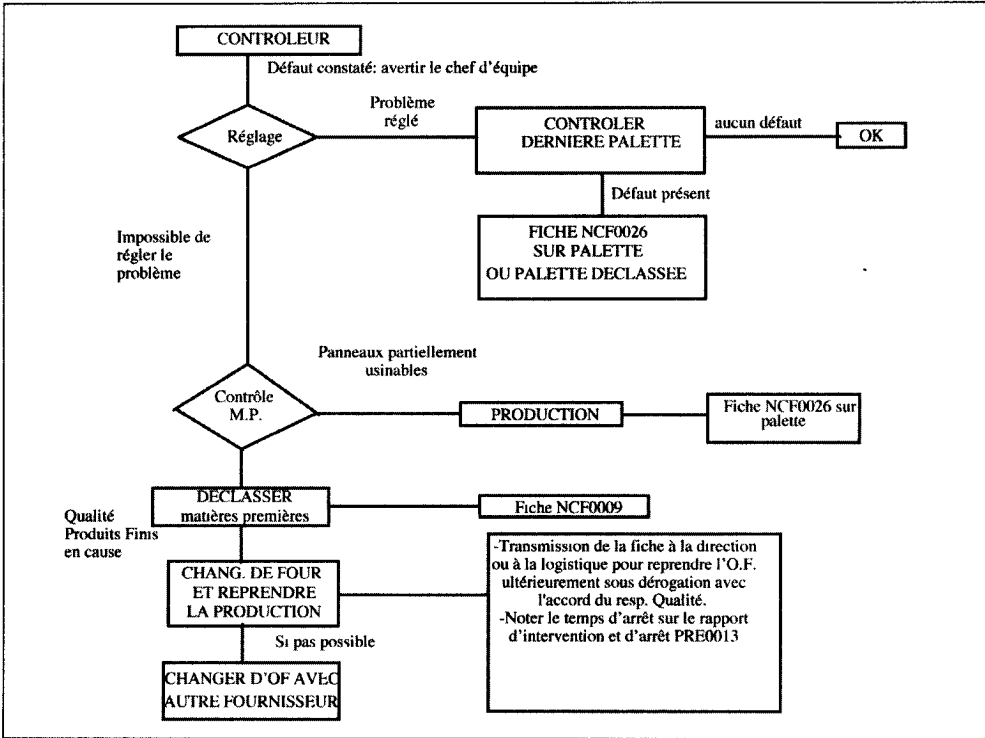 CONTROLEUR
Défaut constaté: avertir le chef d'équipe
Réglage
Problème
réglé
CONTROLER
DERNIERE PALETTE
aucun défaut
OK
Défaut présent
FICHE NCF0026
SUR PALETTE
OU PALETTE DECLASSEE
Impossible de
régler le
problème
Panneaux partiellement
usinables
Contrôle
M.P.
PRODUCTION
Fiche NCF0026 sur
palette
DECLASSER
matières premières
Fiche NCF0009
Qualité
Produits Finis
en cause
CHANG. DE FOUR
ET REPRENDRE
LA PRODUCTION
-Transmission de la fiche à la direction
ou à la logistique pour reprendre l'O.F.
ultérieurement sous dérogation avec
l'accord du resp. Qualité.
-Noter le temps d'arrêt sur le rapport
d'intervention et d'arrêt PRE0013
Si pas possible
CHANGER D'OF AVEC
AUTRE FOURNISSEUR